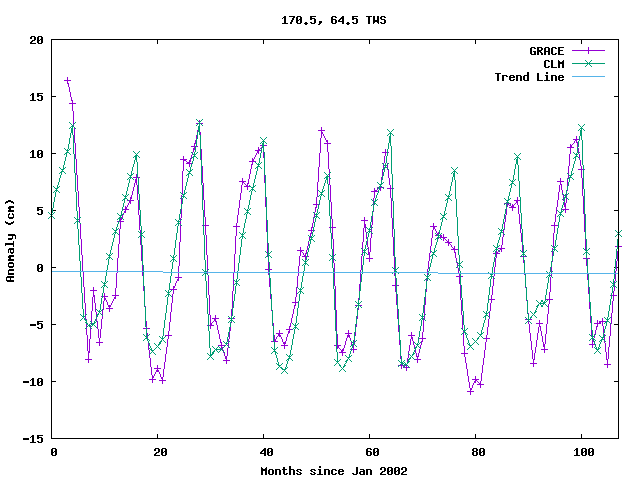 170.5, 64.5 TWS
GRACE
CLM
Trend Line
20
15
10
5
0
-5
-10
-15
Anomaly (cm)
0 20 40 60 80 100
Months since Jan 2002